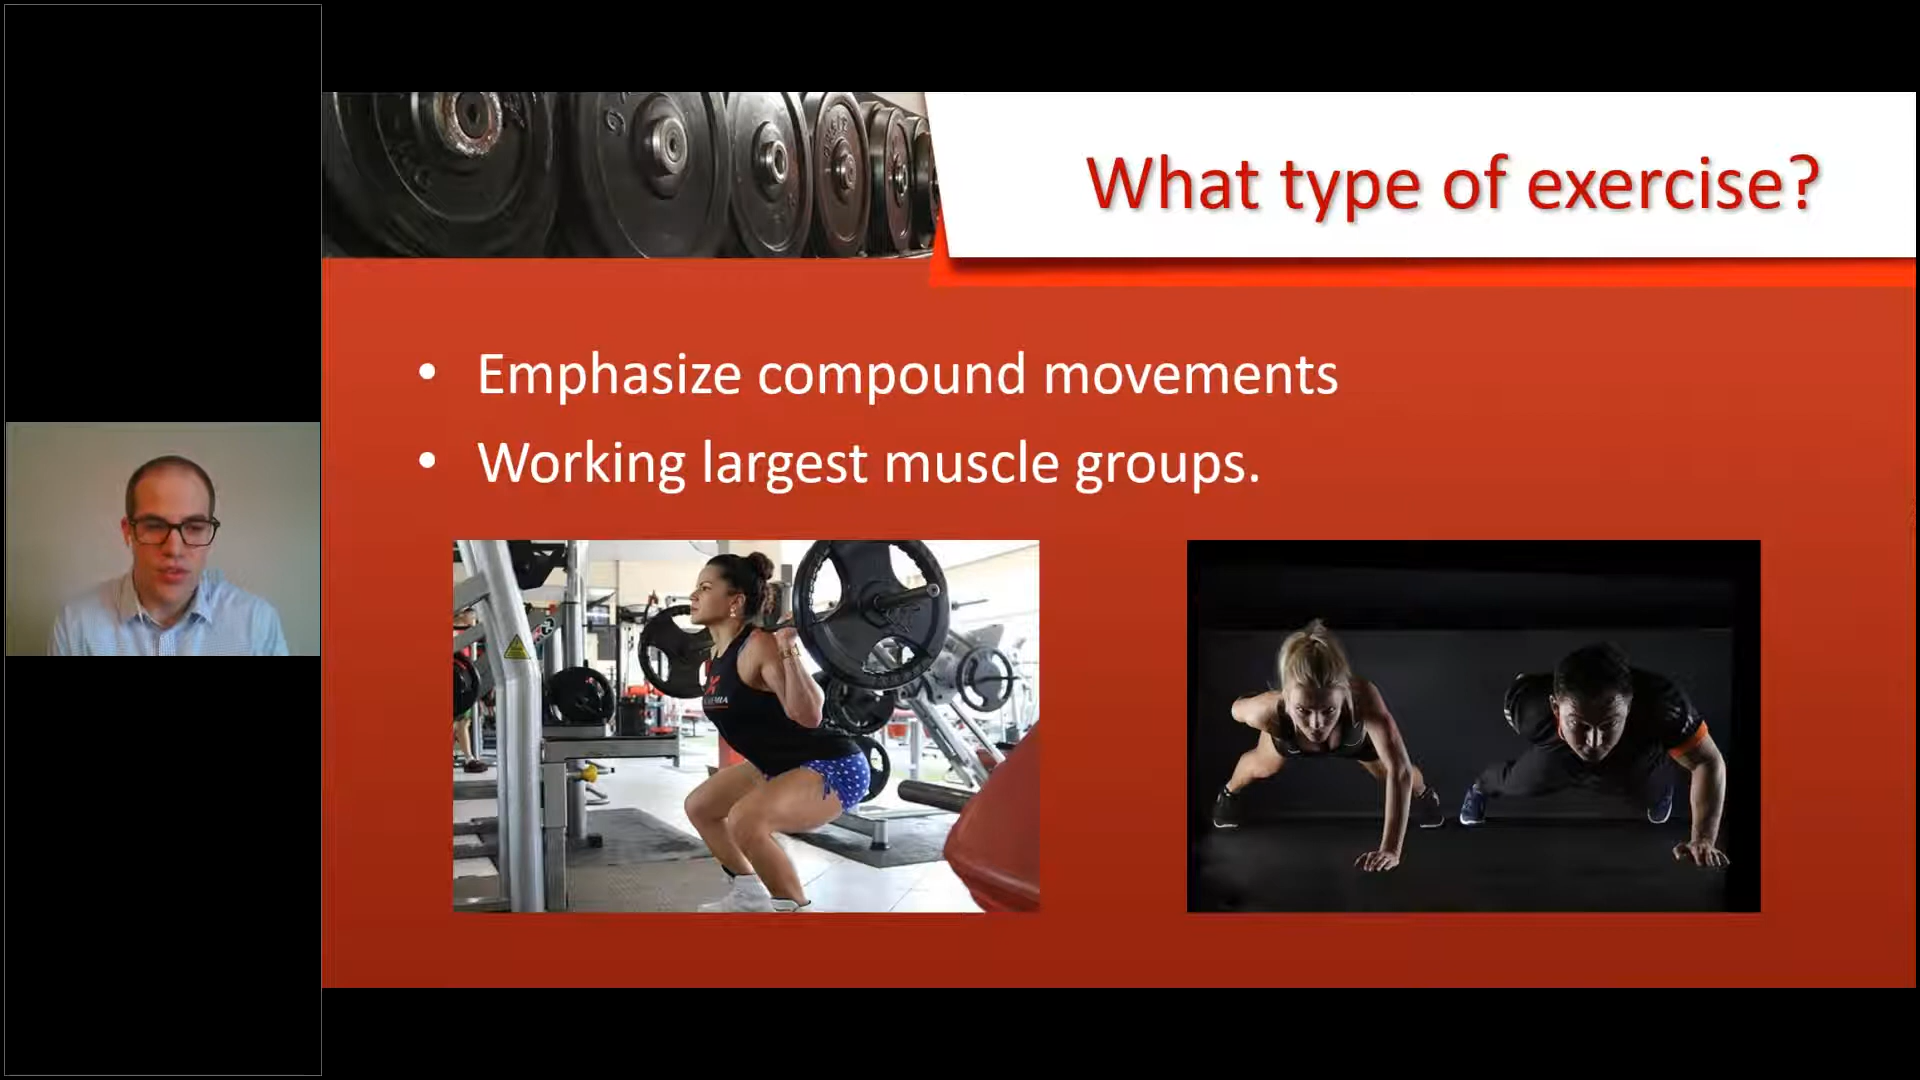 What type of exercise?
• Emphasize compound movements
• Working largest muscle groups.